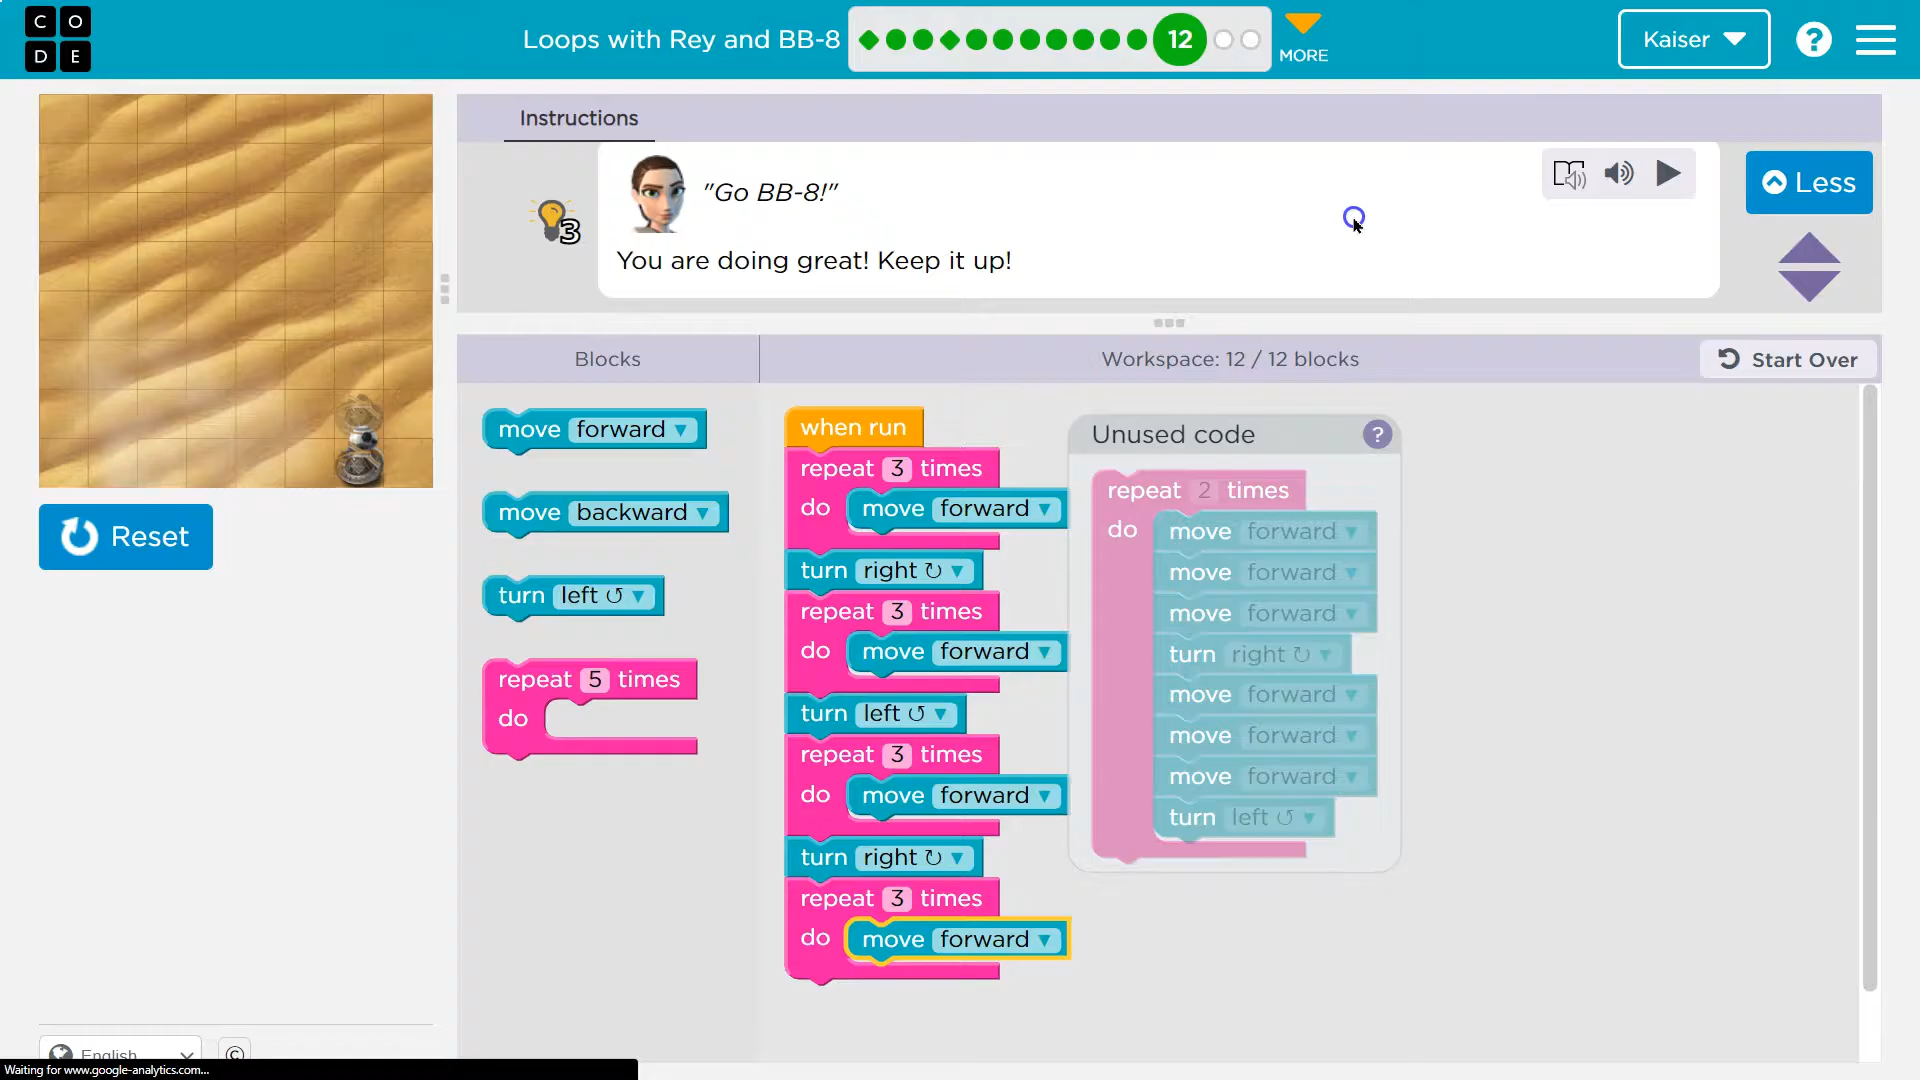 C O
D E
Loops with Rey and BB-8
12
MORE
Kaiser
?
Instructions
3
"Go BB-8!"
You are doing great! Keep it up!
Less
Blocks
Workspace: 12 / 12 blocks
Start Over
Reset
move forward
move backward
turn left
repeat 5 times
do
when run
repeat 3 times
do move forward
turn right
repeat 3 times
do move forward
turn left
repeat 3 times
do move forward
turn right
repeat 3 times
do move forward
Unused code ?
repeat 2 times
do move forward
move forward
move forward
turn right
move forward
move forward
move forward
turn left
English
©
Waiting for www.google-analytics.com...